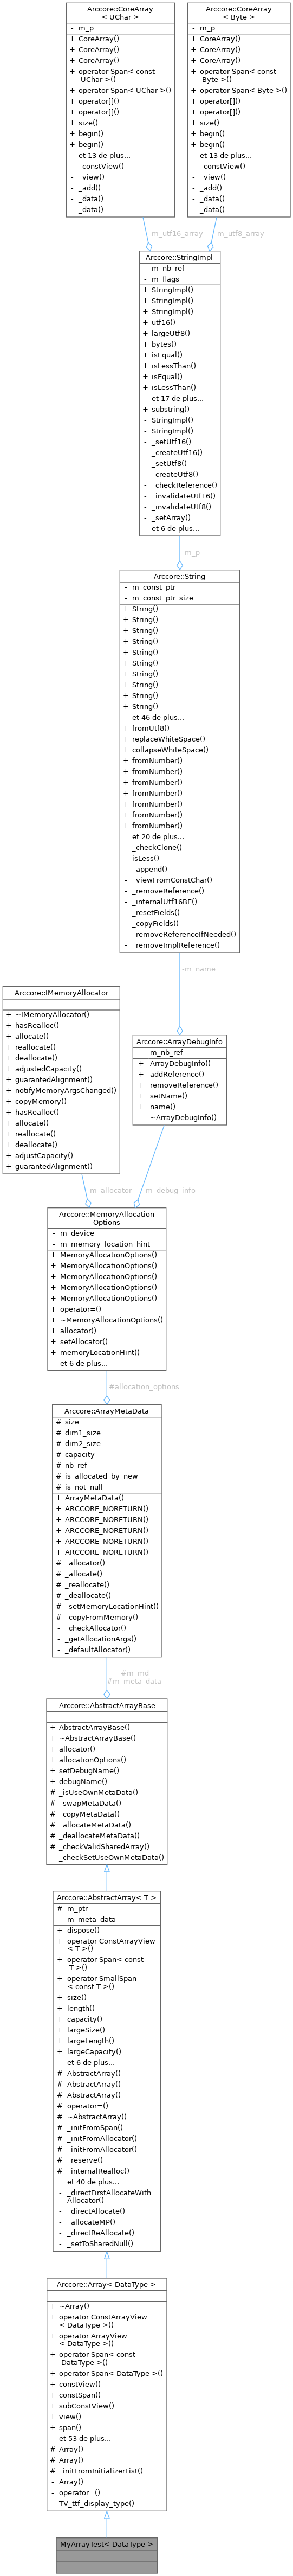 Arccore::CoreArray
< UChar >
- m_p
+ CoreArray()
+ CoreArray()
+ CoreArray()
+ operator Span< const
UChar >()
+ operator Span< UChar >()
+ operator[]()
+ operator[]()
+ size()
+ begin()
+ begin()
et 13 de plus...
- _constView()
- _view()
- _add()
- _data()
- _data()
Arccore::CoreArray
< Byte >
- m_p
+ CoreArray()
+ CoreArray()
+ CoreArray()
+ operator Span< const
Byte >()
+ operator Span< Byte >()
+ operator[]()
+ operator[]()
+ size()
+ begin()
+ begin()
et 13 de plus...
- _constView()
- _view()
- _add()
- _data()
- _data()
-m_utf16_array
-m_utf8_array
Arccore::StringImpl
- m_nb_ref
- m_flags
+ StringImpl()
+ StringImpl()
+ StringImpl()
+ utf16()
+ largeUtf8()
+ bytes()
+ isEqual()
+ isLessThan()
+ isEqual()
+ isLessThan()
et 17 de plus...
+ substring()
- StringImpl()
- StringImpl()
- _setUtf16()
- _createUtf16()
- _setUtf8()
- _createUtf8()
- _checkReference()
- _invalidateUtf16()
- _invalidateUtf8()
- _setArray()
et 6 de plus...
-m_p
Arccore::String
- m_const_ptr
- m_const_ptr_size
+ String()
+ String()
+ String()
+ String()
+ String()
+ String()
+ String()
+ String()
+ String()
+ String()
et 46 de plus...
+ fromUtf8()
+ replaceWhiteSpace()
+ collapseWhiteSpace()
+ fromNumber()
+ fromNumber()
+ fromNumber()
+ fromNumber()
+ fromNumber()
+ fromNumber()
+ fromNumber()
et 20 de plus...
- _checkClone()
- isLess()
- _append()
- _viewFromConstChar()
- _removeReference()
- _internalUtf16BE()
- _resetFields()
- _copyFields()
- _removeReferenceIfNeeded()
- _removeImplReference()
-m_name
Arccore::IMemoryAllocator
+ ~IMemoryAllocator()
+ hasRealloc()
+ allocate()
+ reallocate()
+ deallocate()
+ adjustedCapacity()
+ guarantedAlignment()
+ notifyMemoryArgsChanged()
+ copyMemory()
+ hasRealloc()
+ allocate()
+ reallocate()
+ deallocate()
+ adjustCapacity()
+ guarantedAlignment()
Arccore::ArrayDebugInfo
- m_nb_ref
+ ArrayDebugInfo()
+ addReference()
+ removeReference()
+ setName()
+ name()
- ~ArrayDebugInfo()
-m_allocator
-m_debug_info
Arccore::MemoryAllocation
Options
- m_device
- m_memory_location_hint
+ MemoryAllocationOptions()
+ MemoryAllocationOptions()
+ MemoryAllocationOptions()
+ MemoryAllocationOptions()
+ MemoryAllocationOptions()
+ operator=()
+ ~MemoryAllocationOptions()
+ allocator()
+ setAllocator()
+ memoryLocationHint()
et 6 de plus...
#allocation_options
Arccore::ArrayMetaData
# size
# dim1_size
# dim2_size
# capacity
# nb_ref
# is_allocated_by_new
# is_not_null
+ ArrayMetaData()
+ ARCCORE_NORETURN()
+ ARCCORE_NORETURN()
+ ARCCORE_NORETURN()
+ ARCCORE_NORETURN()
+ ARCCORE_NORETURN()
# _allocator()
# _allocate()
# _reallocate()
# _deallocate()
# _setMemoryLocationHint()
# _copyFromMemory()
- _checkAllocator()
- _getAllocationArgs()
- _defaultAllocator()
#m_md
#m_meta_data
Arccore::AbstractArrayBase
+ AbstractArrayBase()
+ ~AbstractArrayBase()
+ allocator()
+ allocationOptions()
+ setDebugName()
+ debugName()
# _isUseOwnMetaData()
# _swapMetaData()
# _copyMetaData()
# _allocateMetaData()
# _deallocateMetaData()
# _checkValidSharedArray()
- _checkSetUseOwnMetaData()
Arccore::AbstractArray< T >
# m_ptr
- m_meta_data
+ dispose()
+ operator ConstArrayView
< T >()
+ operator Span< const
T >()
+ operator SmallSpan
< const T >()
+ size()
+ length()
+ capacity()
+ largeSize()
+ largeLength()
+ largeCapacity()
et 6 de plus...
# AbstractArray()
# AbstractArray()
# AbstractArray()
# operator=()
# ~AbstractArray()
# _initFromSpan()
# _initFromAllocator()
# _initFromAllocator()
# _reserve()
# _internalRealloc()
et 40 de plus...
- _directFirstAllocateWith
Allocator()
- _directAllocate()
- _allocateMP()
- _directReAllocate()
- _setToSharedNull()
Arccore::Array< DataType >
+ ~Array()
+ operator ConstArrayView
< DataType >()
+ operator ArrayView
< DataType >()
+ operator Span< const
DataType >()
+ operator Span< DataType >()
+ constView()
+ constSpan()
+ subConstView()
+ view()
+ span()
et 53 de plus...
# Array()
# Array()
# _initFromInitializerList()
- Array()
- operator=()
- TV_ttf_display_type()
MyArrayTest< DataType >